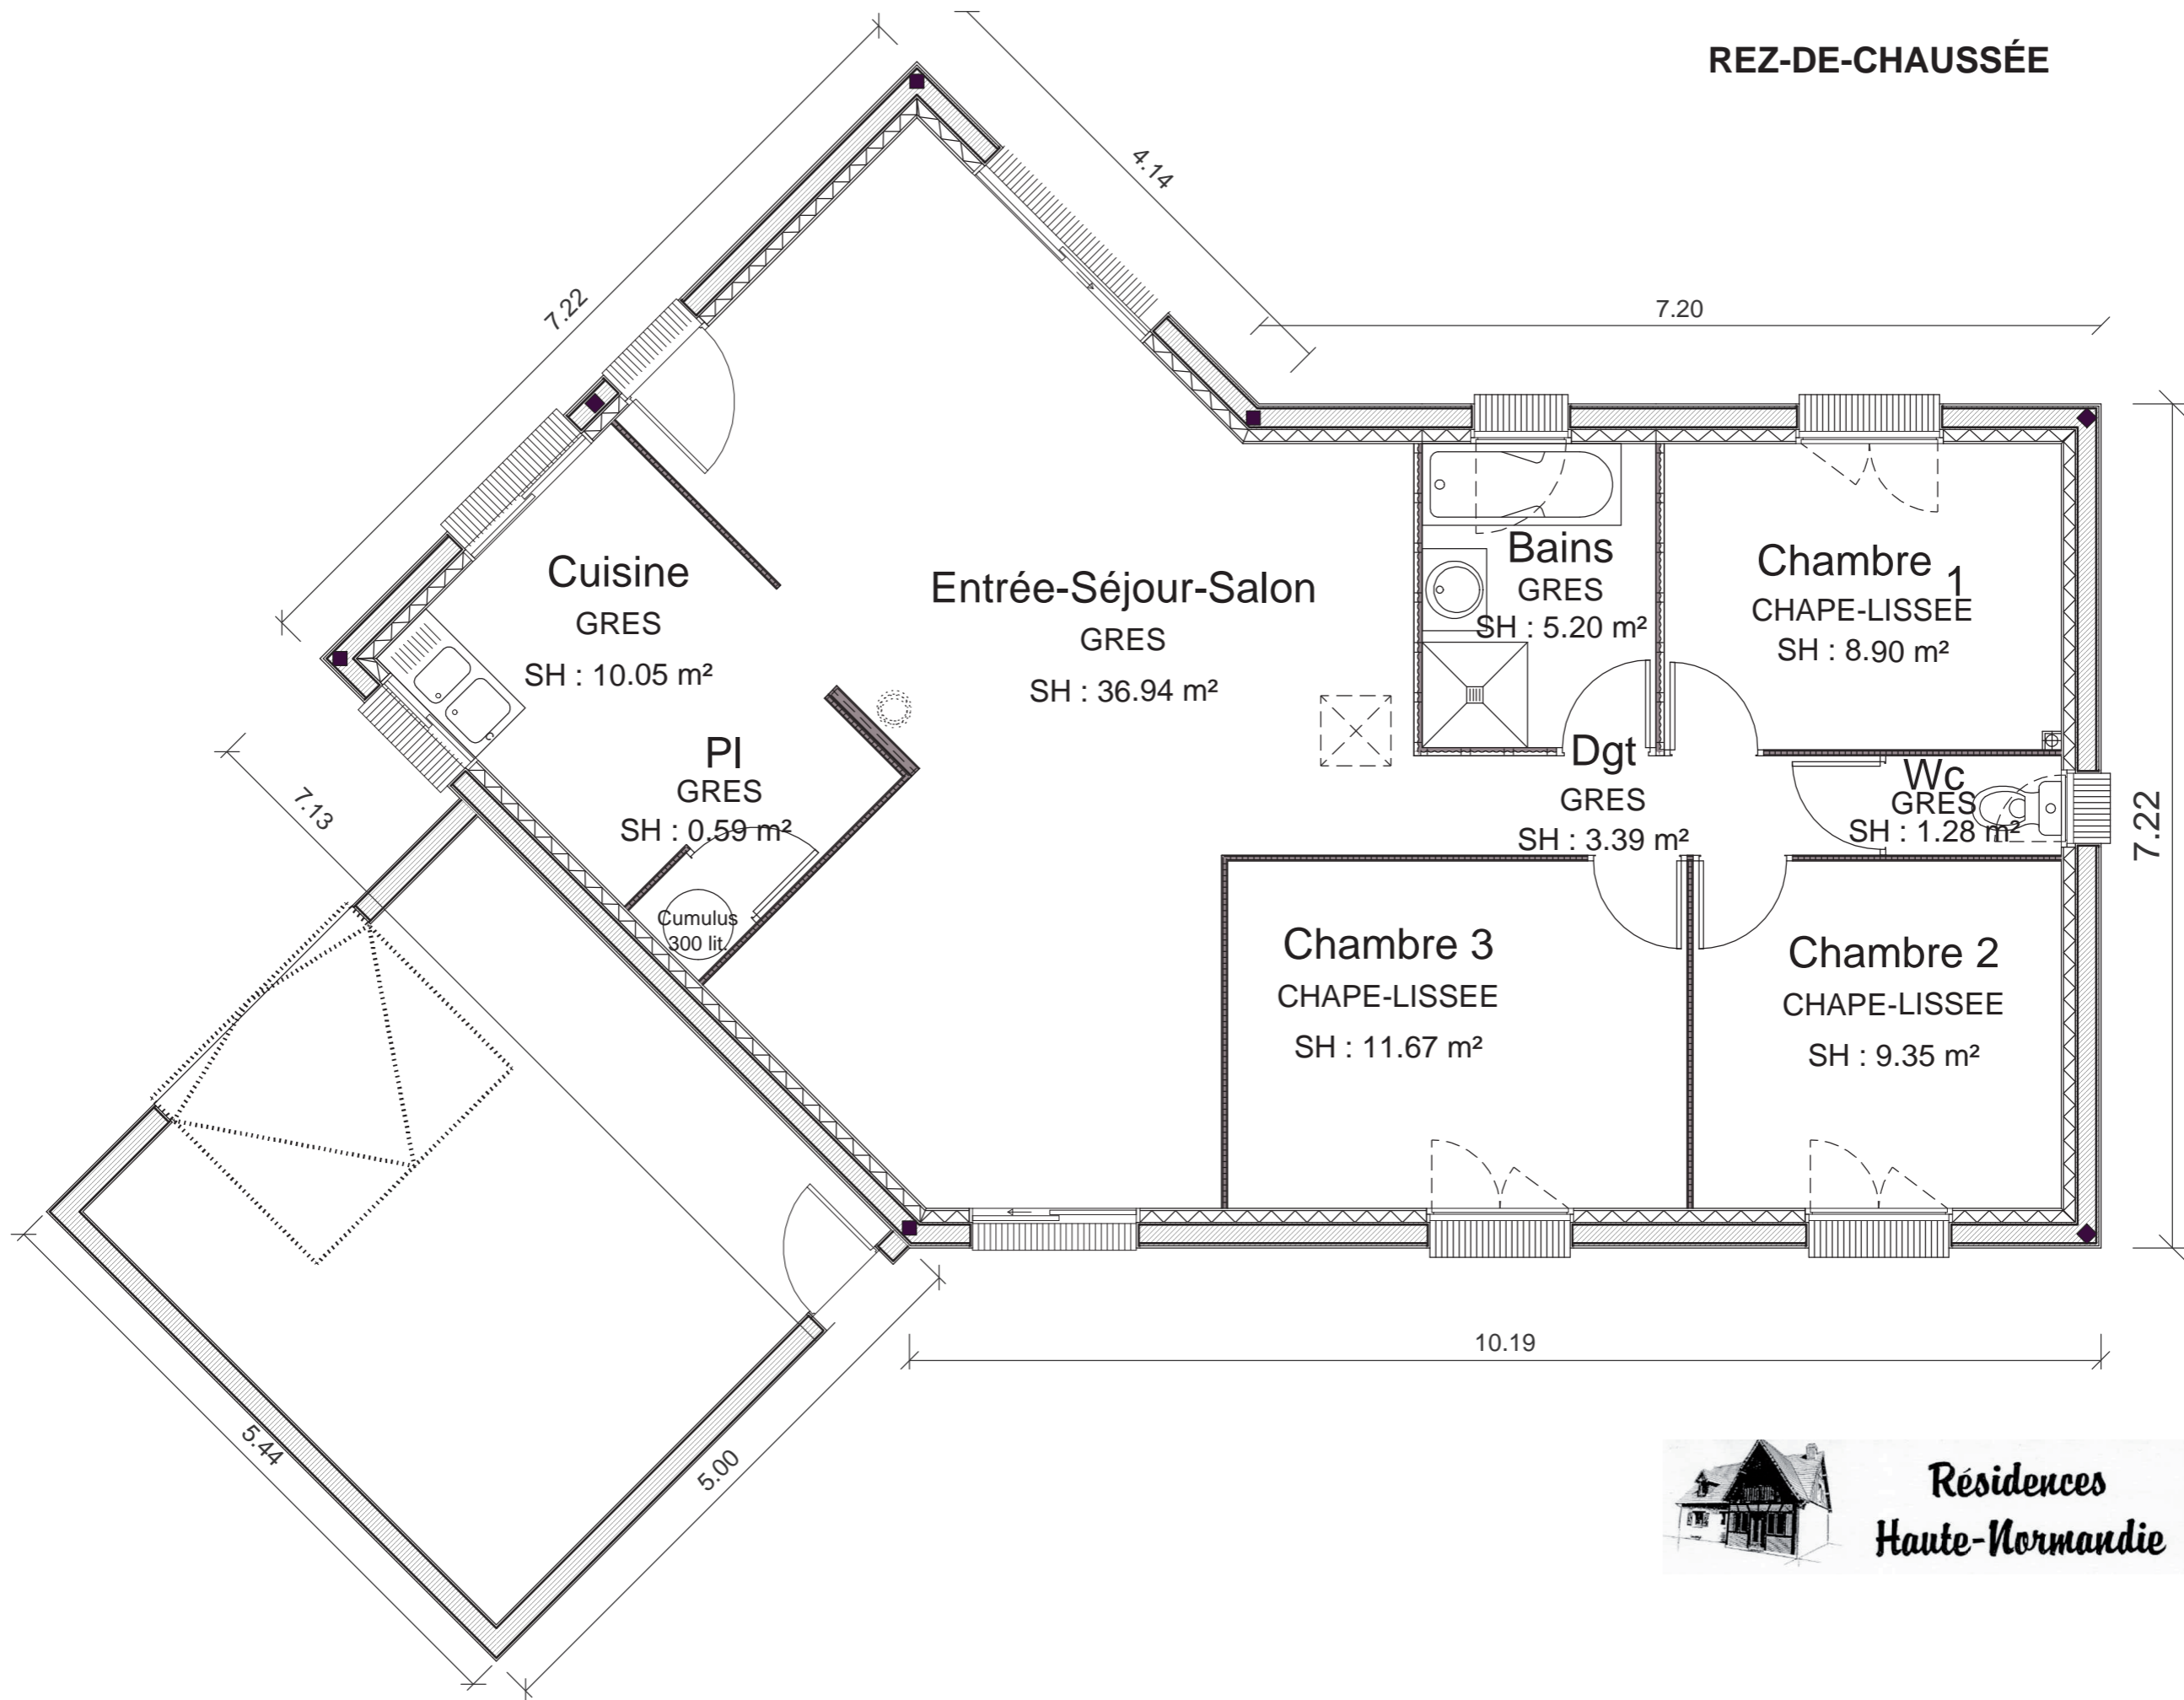 REZ-DE-CHAUSSÉE
4.14
7.22
7.20
Cuisine
GRES
SH : 10.05 m²
Entrée-Séjour-Salon
GRES
SH : 36.94 m²
Bains
GRES
SH : 5.20 m²
Chambre 1
CHAPE-LISSEE
SH : 8.90 m²
Pl
GRES
SH : 0.59 m²
Dgt
GRES
SH : 3.39 m²
Wc
GRES
SH : 1.28 m²
7.22
7.13
Cumulus
300 lit.
Chambre 3
CHAPE-LISSEE
SH : 11.67 m²
Chambre 2
CHAPE-LISSEE
SH : 9.35 m²
10.19
5.44
5.00
Résidences
Haute-Normandie